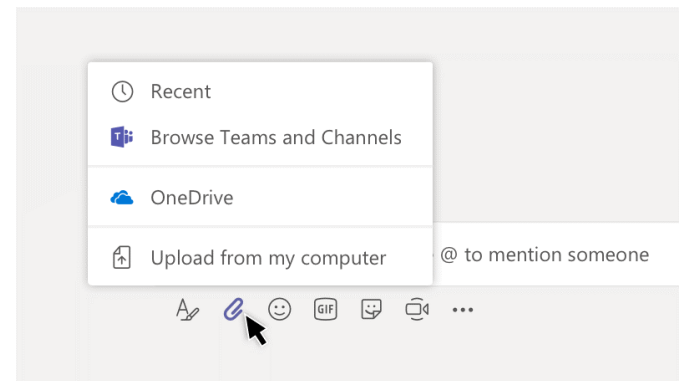 Recent
Browse Teams and Channels
OneDrive
Upload from my computer
@ to mention someone
GIF